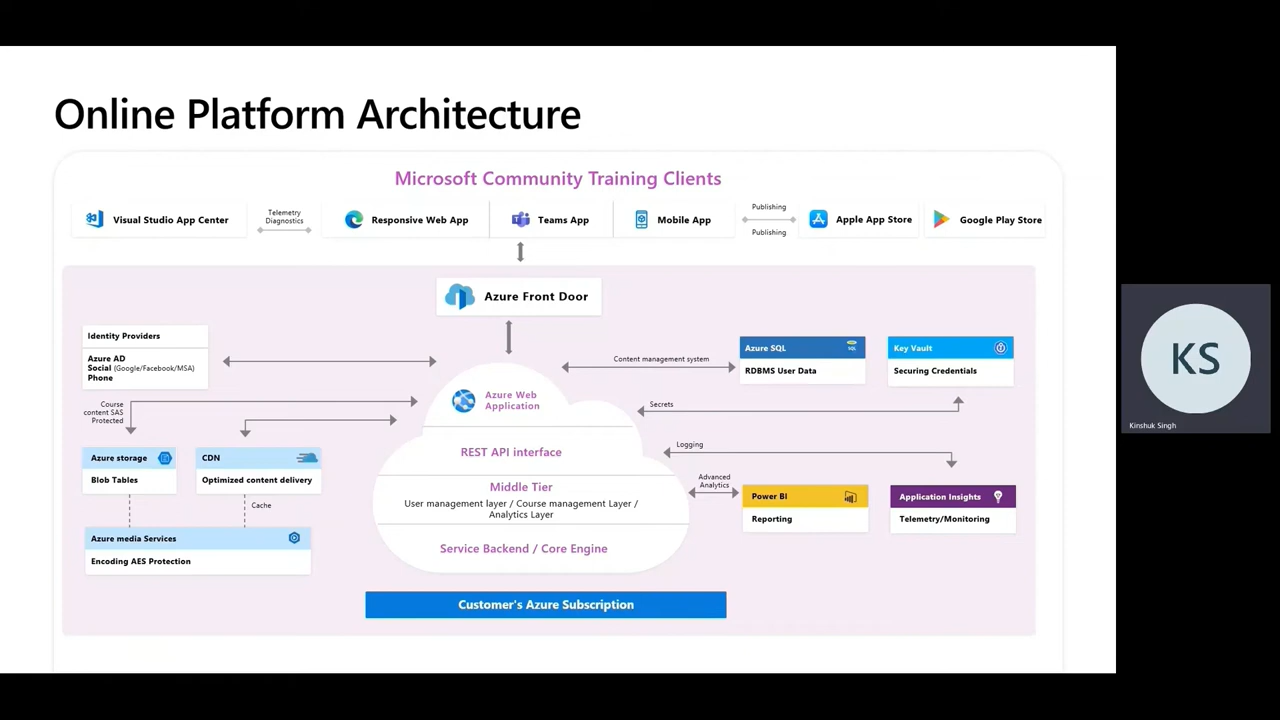 Online Platform Architecture
Microsoft Community Training Clients
Visual Studio App Center
Telemetry
Diagnostics
Responsive Web App
Teams App
Mobile App
Publishing
Publishing
Apple App Store
Google Play Store
Azure Front Door
Identity Providers
Azure AD
Social (Google/Facebook/MSA)
Phone
Content management system
Azure SQL
SQL
RDBMS User Data
Key Vault
Securing Credentials
Course
content SAS
Protected
Azure Web
Application
Secrets
REST API interface
Logging
Azure storage
Blob Tables
CDN
Optimized content delivery
Cache
Middle Tier
User management layer / Course management Layer /
Analytics Layer
Advanced
Analytics
Power BI
Reporting
Application Insights
Telemetry/Monitoring
Azure media Services
Encoding AES Protection
Service Backend / Core Engine
Customer's Azure Subscription
KS
Kinshuk Singh